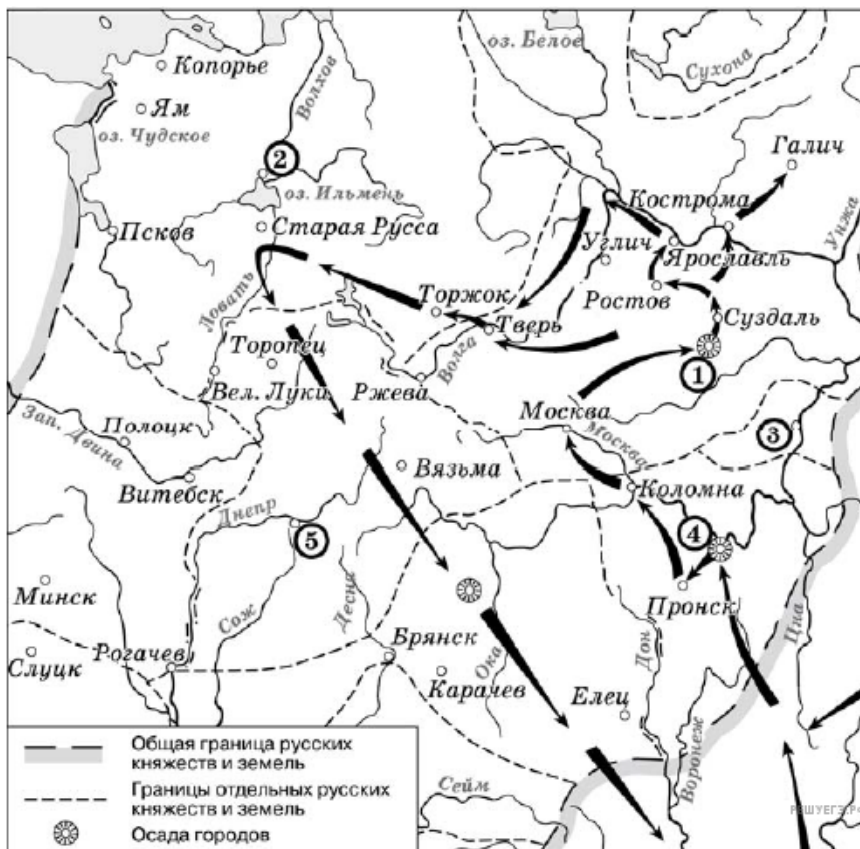 оз. Белое
Сухона
Копорье
Волхов
Ям
оз. Чудское
Галич
2
оз. Ильмень
Кострома
Унжа
Псков
Старая Русса
Углич
Ярославль
Ловать
Торжок
Ростов
Суздаль
Тверь
Торопец
Волга
1
Вел. Луки
Ржева
Москва
Москва
3
Зап. Двина
Полоцк
Вязьма
Коломна
Витебск
Днепр
5
4
Минск
Десна
Пронск
Цна
Сож
Слуцк
Рогачев
Брянск
Ока
Дон
Карачев
Елец
Воронеж
Сейм
Общая граница русских
княжеств и земель
Границы отдельных русских
княжеств и земель
Осада городов
РЕШУЕГЭ.РФ